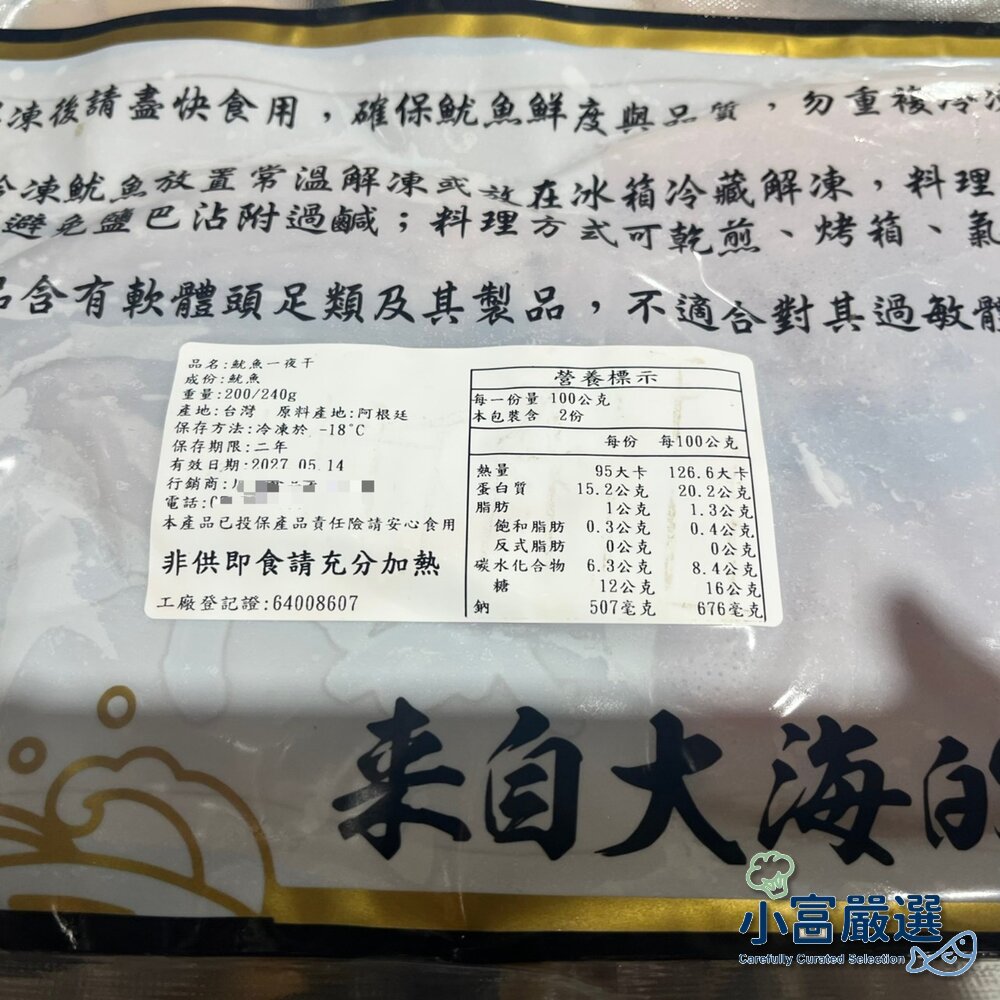 凍後請盡快食用，確保魷魚鮮度與品質，勿重複冷
冷凍魷魚放置常溫解凍或放在冰箱冷藏解凍，料理
避免鹽巴沾附過鹹；料理方式可乾煎、烤箱、氣
品含有軟體頭足類及其製品，不適合對其過敏體
品名:魷魚一夜干
成份:魷魚
重量:200/240g
產地:台灣 原料產地:阿根廷
保存方法:冷凍於 -18°C
保存期限:二年
有效日期:2027.05.14
行銷商:
電話:(
本產品已投保產品責任險請安心食用
非供即食請充分加熱
工廠登記證:64008607
營養標示
每一份量 100公克
本包裝含 2份
每份 每100公克
熱量 95大卡 126.6大卡
蛋白質 15.2公克 20.2公克
脂肪 1公克 1.3公克
飽和脂肪 0.3公克 0.4公克
反式脂肪 0公克 0公克
碳水化合物 6.3公克 8.4公克
糖 12公克 16公克
鈉 507毫克 676毫克
來自大海的
小富嚴選
Carefully Curated Selection